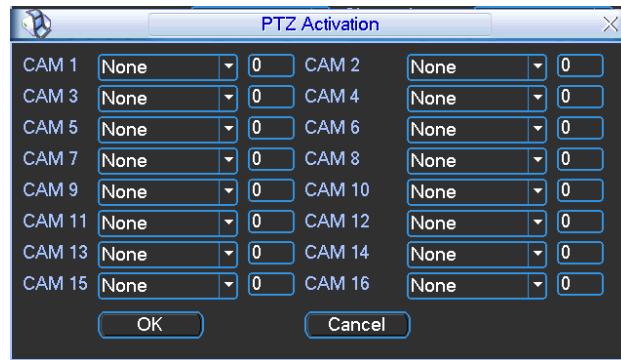 PTZ Activation
CAM 1 None 0 CAM 2 None 0
CAM 3 None 0 CAM 4 None 0
CAM 5 None 0 CAM 6 None 0
CAM 7 None 0 CAM 8 None 0
CAM 9 None 0 CAM 10 None 0
CAM 11 None 0 CAM 12 None 0
CAM 13 None 0 CAM 14 None 0
CAM 15 None 0 CAM 16 None 0
OK Cancel